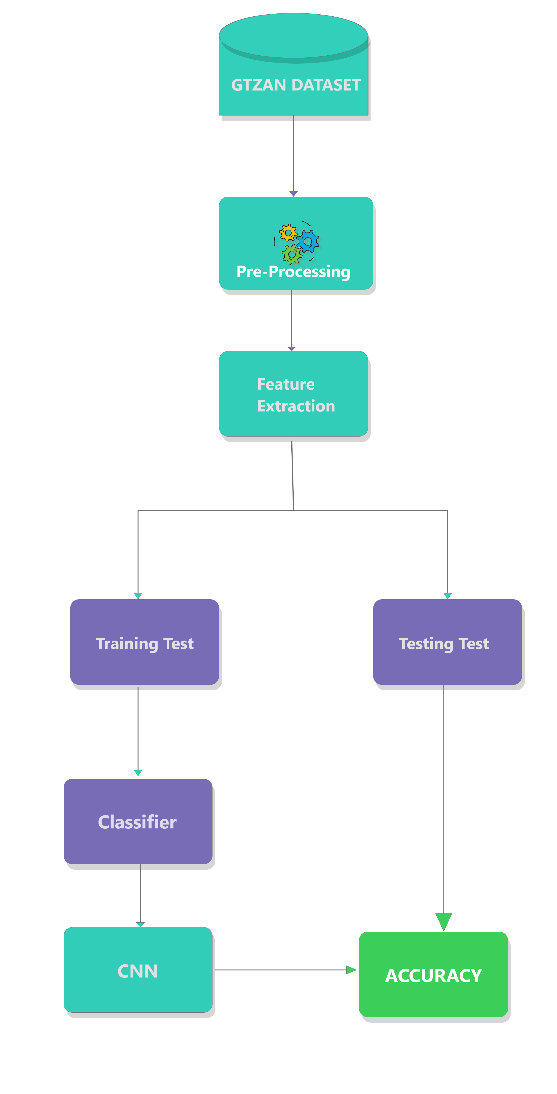 GTZAN DATASET
Pre-Processing
Feature
Extraction
Training Test
Testing Test
Classifier
CNN
ACCURACY